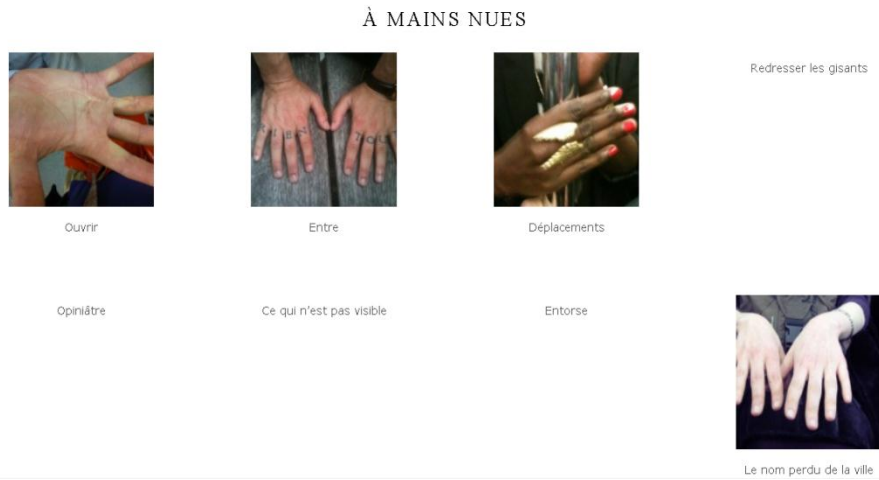 À MAINS NUES
Redresser les gisants
Ouvrir
Entre
Déplacements
Opiniâtre
Ce qui n'est pas visible
Entorse
Le nom perdu de la ville